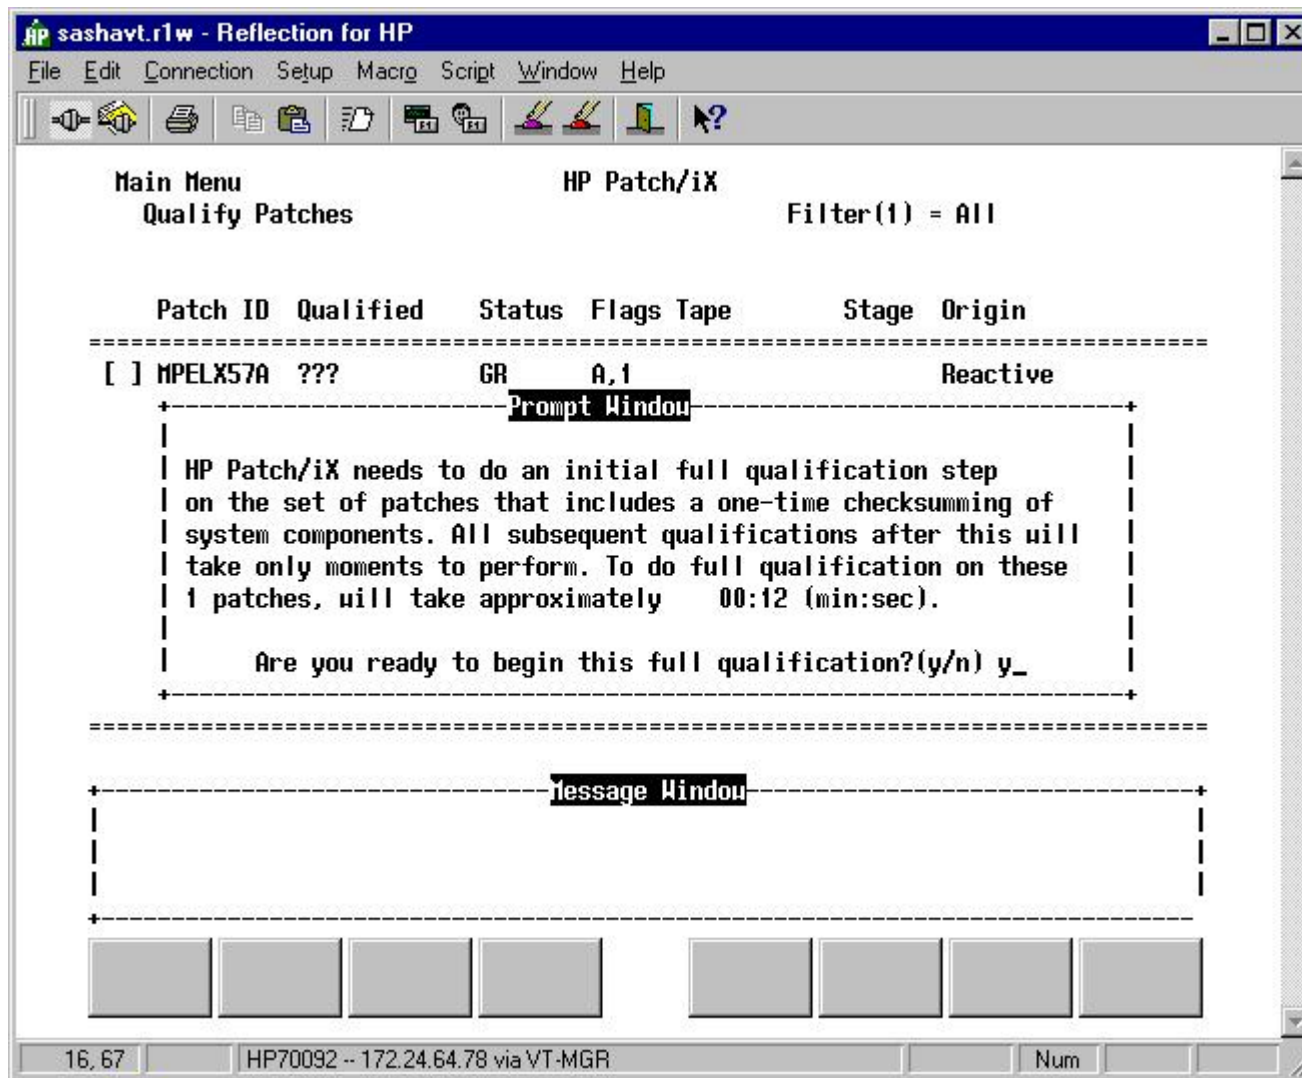 sashavt.r1w - Reflection for HP
File Edit Connection Setup Macro Script Window Help
Main Menu HP Patch/iX
Qualify Patches Filter(1) = All
Patch ID Qualified Status Flags Tape Stage Origin
================================================================================
[ ] MPELX57A ??? GR A,1 Reactive
Prompt Window
HP Patch/iX needs to do an initial full qualification step
on the set of patches that includes a one-time checksumming of
system components. All subsequent qualifications after this will
take only moments to perform. To do full qualification on these
1 patches, will take approximately 00:12 (min:sec).
Are you ready to begin this full qualification?(y/n) y_
================================================================================
Message Window
16, 67 HP70092 -- 172.24.64.78 via VT-MGR Num